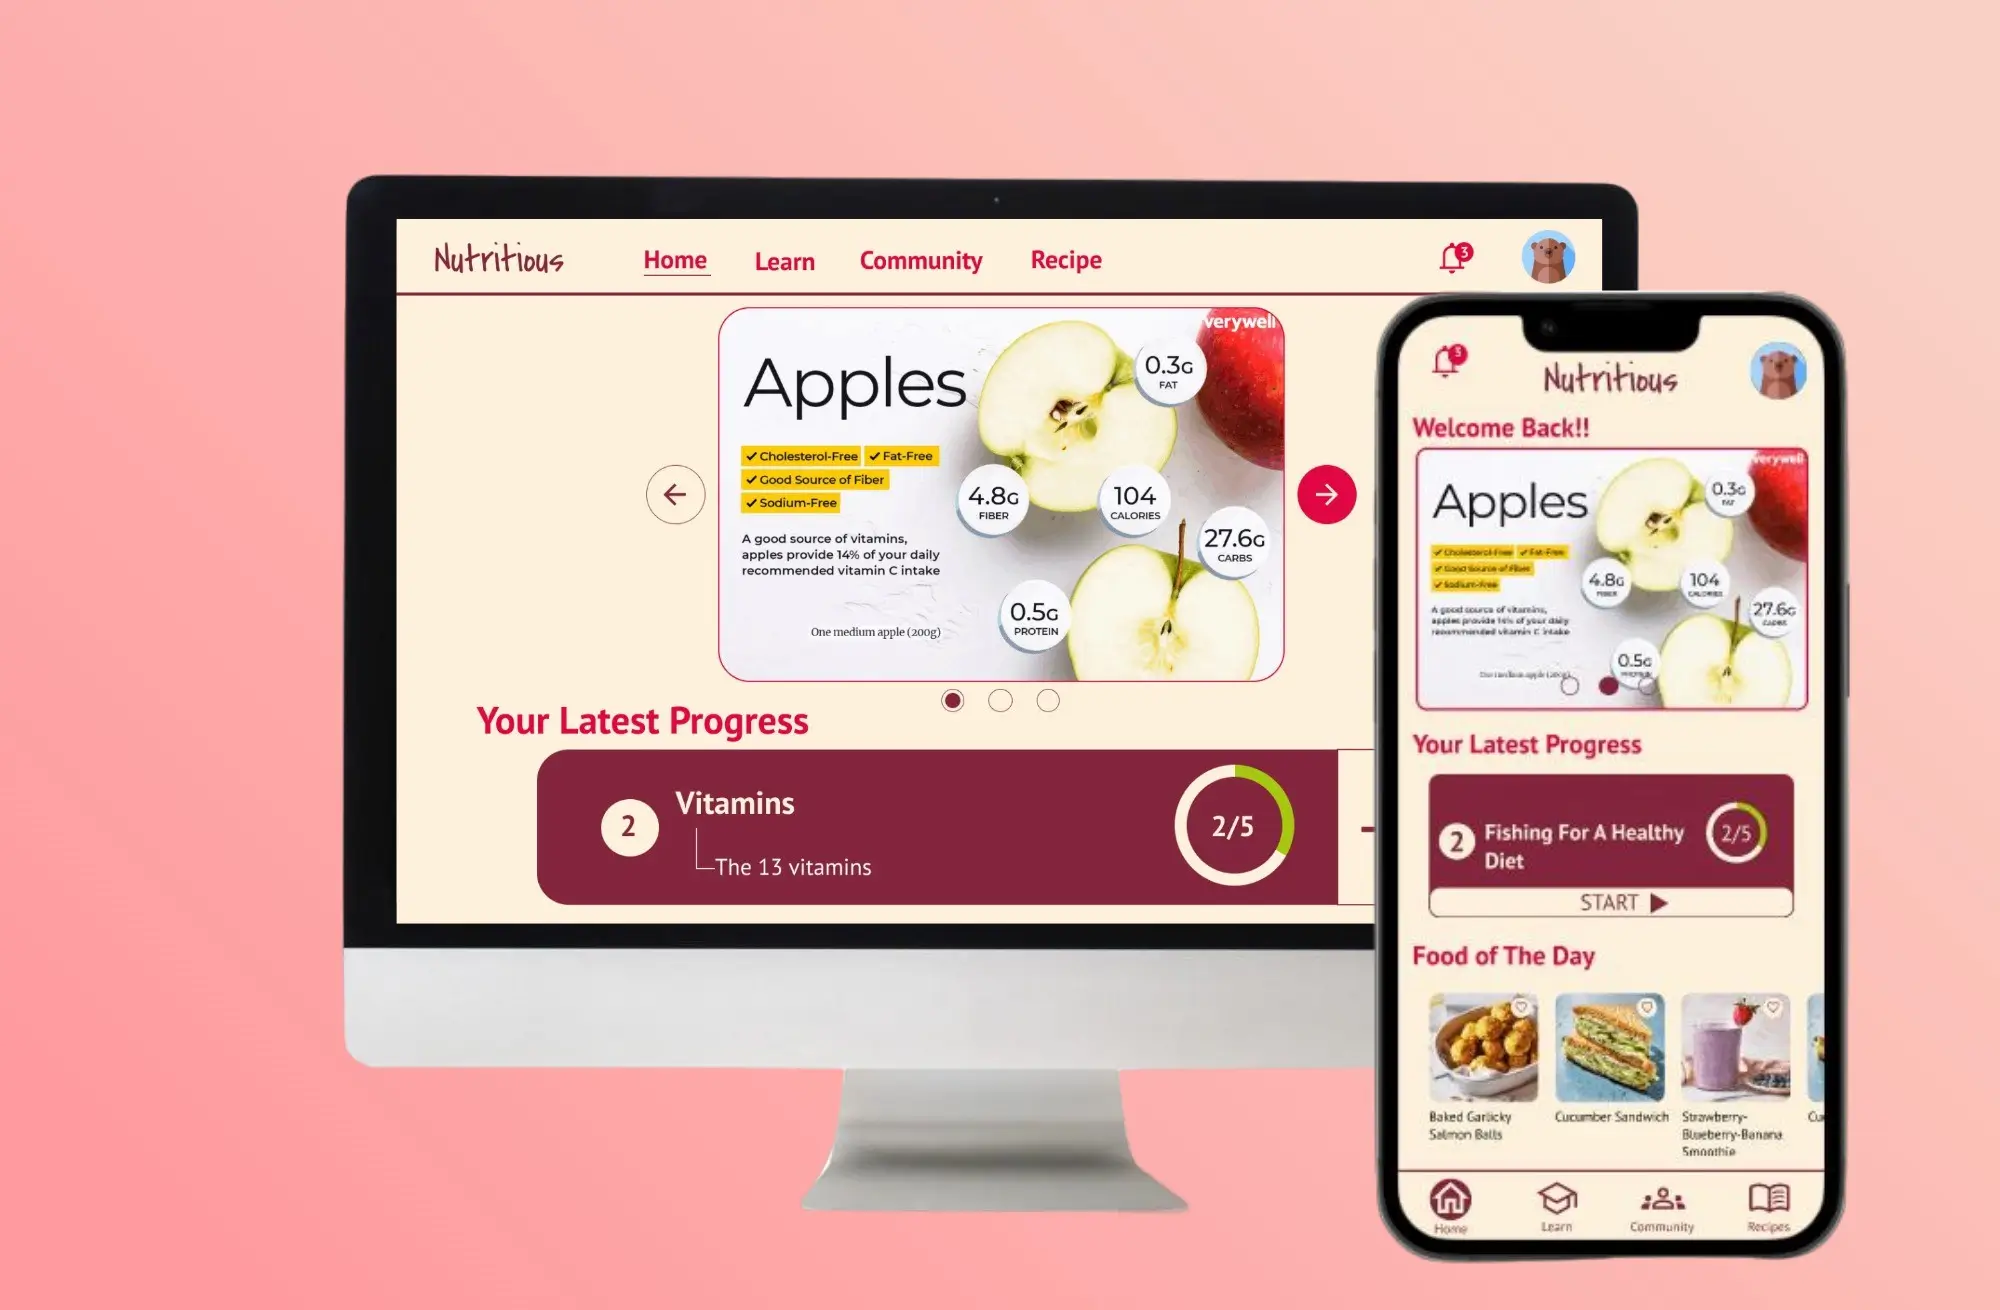 Nutritious
Home Learn Community Recipe
3
verywell
Apples
0.3G
FAT
Cholesterol-Free Fat-Free
Good Source of Fiber
Sodium-Free
4.8G
FIBER
104
CALORIES
27.6G
CARBS
A good source of vitamins,
apples provide 14% of your daily
recommended vitamin C intake
0.5G
PROTEIN
One medium apple (200g)
Your Latest Progress
2
Vitamins
The 13 vitamins
2/5
3
Nutritious
Welcome Back!!
verywell
Apples
0.3G
FAT
Cholesterol-Free Fat-Free
Good Source of Fiber
Sodium-Free
4.8G
FIBER
104
CALORIES
27.6G
CARBS
A good source of vitamins,
apples provide 14% of your daily
recommended vitamin C intake
0.5G
PROTEIN
One medium apple (200g)
Your Latest Progress
2
Fishing For A Healthy
Diet
2/5
START
Food of The Day
Baked Garlicky
Salmon Balls
Cucumber Sandwich
Strawberry-
Blueberry-Banana
Smoothie
Cu
Home
Learn
Community
Recipes